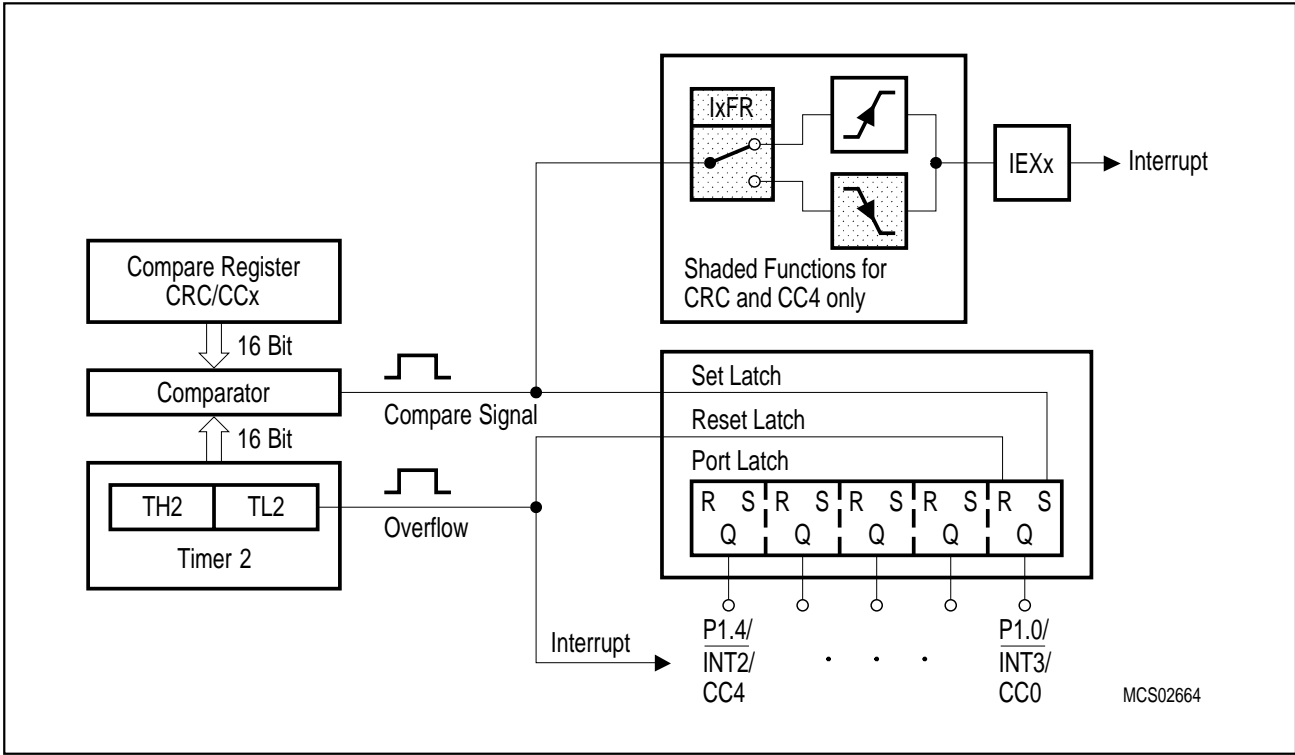 IxFR
IEXx
Interrupt
Shaded Functions for
CRC and CC4 only
Compare Register
CRC/CCx
16 Bit
Comparator
16 Bit
TH2 TL2
Timer 2
Compare Signal
Overflow
Interrupt
Set Latch
Reset Latch
Port Latch
R S R S R S R S R S
Q Q Q Q Q
P1.4/
INT2/
CC4
. . .
P1.0/
INT3/
CC0
MCS02664